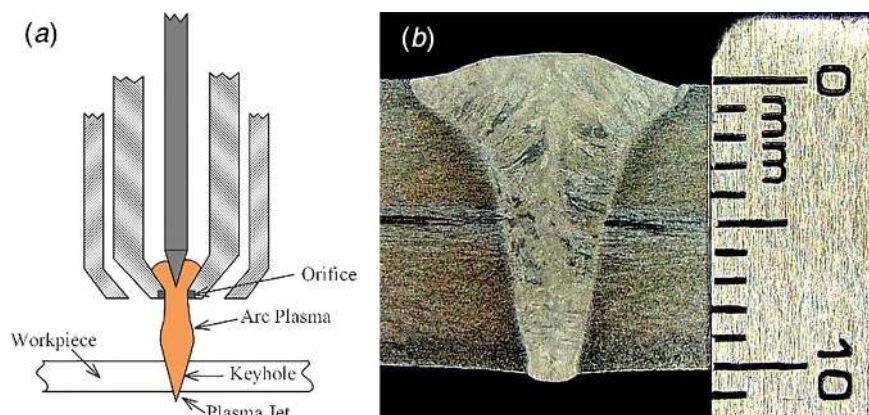 (a)
Orifice
Arc Plasma
Workpiece
Keyhole
Plasma Jet
(b)
0
mm
10